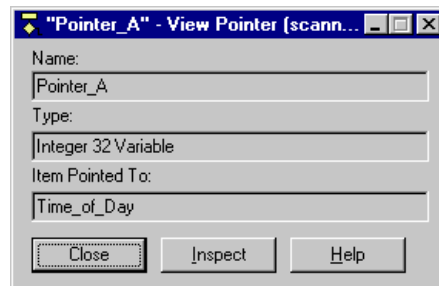 "Pointer_A" - View Pointer (scann...
Name:
Pointer_A
Type:
Integer 32 Variable
Item Pointed To:
Time_of_Day
Close Inspect Help